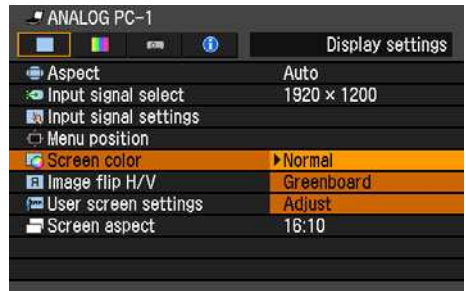 ANALOG PC-1
Display settings
Aspect Auto
Input signal select 1920 × 1200
Input signal settings
Menu position
Screen color Normal
Image flip H/V Greenboard
User screen settings Adjust
Screen aspect 16:10